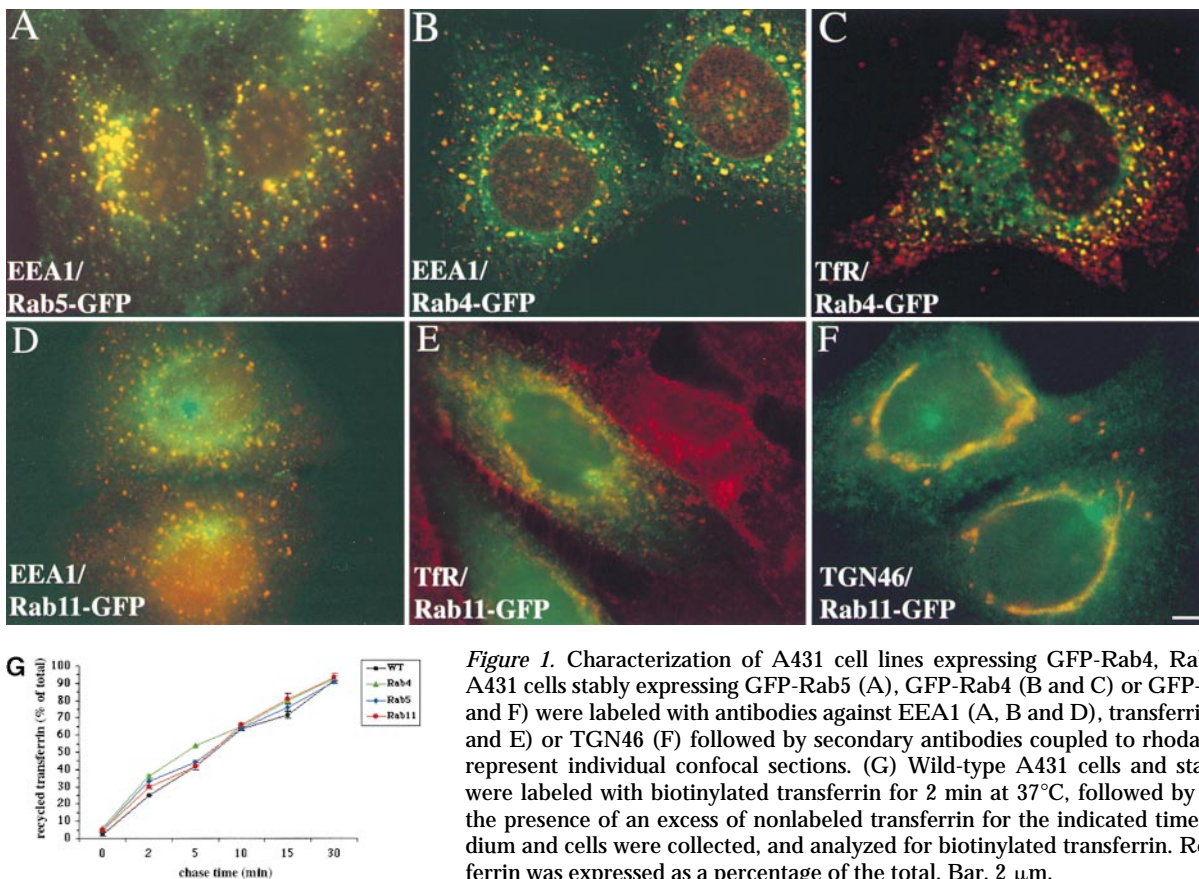 A
B
C
EEA1/
Rab5-GFP
EEA1/
Rab4-GFP
TfR/
Rab4-GFP
D
E
F
EEA1/
Rab11-GFP
TfR/
Rab11-GFP
TGN46/
Rab11-GFP
G
recycled transferrin (% of total)
100
90
80
70
60
50
40
30
20
10
0
0 2 5 10 15 30
chase time (min)
WT
Rab4
Rab5
Rab11
Figure 1. Characterization of A431 cell lines expressing GFP-Rab4, Rab
A431 cells stably expressing GFP-Rab5 (A), GFP-Rab4 (B and C) or GFP-
and F) were labeled with antibodies against EEA1 (A, B and D), transferrin
and E) or TGN46 (F) followed by secondary antibodies coupled to rhoda
represent individual confocal sections. (G) Wild-type A431 cells and sta
were labeled with biotinylated transferrin for 2 min at 37°C, followed by
the presence of an excess of nonlabeled transferrin for the indicated time
dium and cells were collected, and analyzed for biotinylated transferrin. Re
ferrin was expressed as a percentage of the total. Bar, 2 μm.